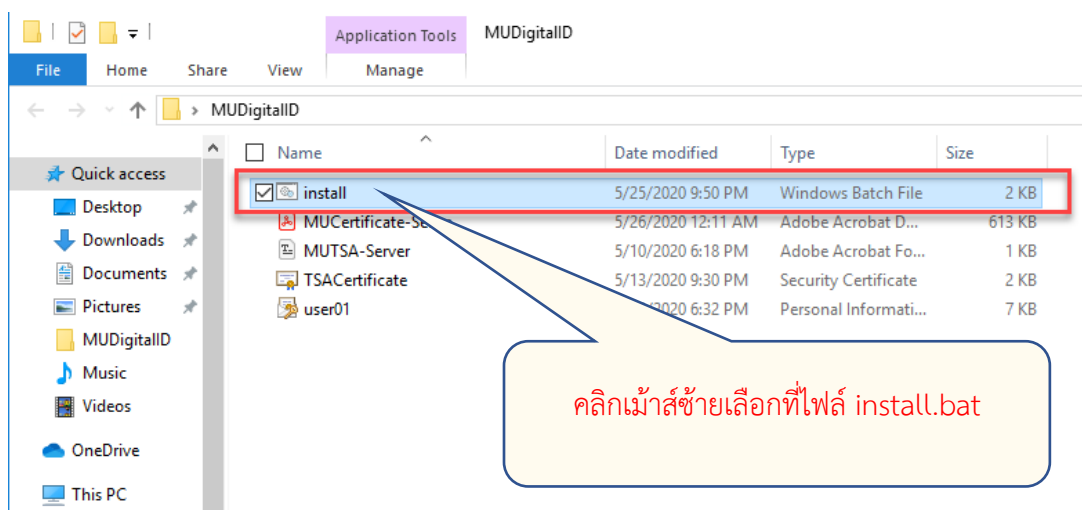 Application Tools MUDigitalID
File Home Share View Manage
MUDigitalID
Name Date modified Type Size
Quick access
install 5/25/2020 9:50 PM Windows Batch File 2 KB
Desktop
MUCertificate-Se 5/26/2020 12:11 AM Adobe Acrobat D... 613 KB
Downloads
MUTSA-Server 5/10/2020 6:18 PM Adobe Acrobat Fo... 1 KB
Documents
TSACertificate 5/13/2020 9:30 PM Security Certificate 2 KB
Pictures
user01 /2020 6:32 PM Personal Informati... 7 KB
MUDigitalID
Music
Videos
คลิกเม้าส์ซ้ายเลือกที่ไฟล์ install.bat
OneDrive
This PC